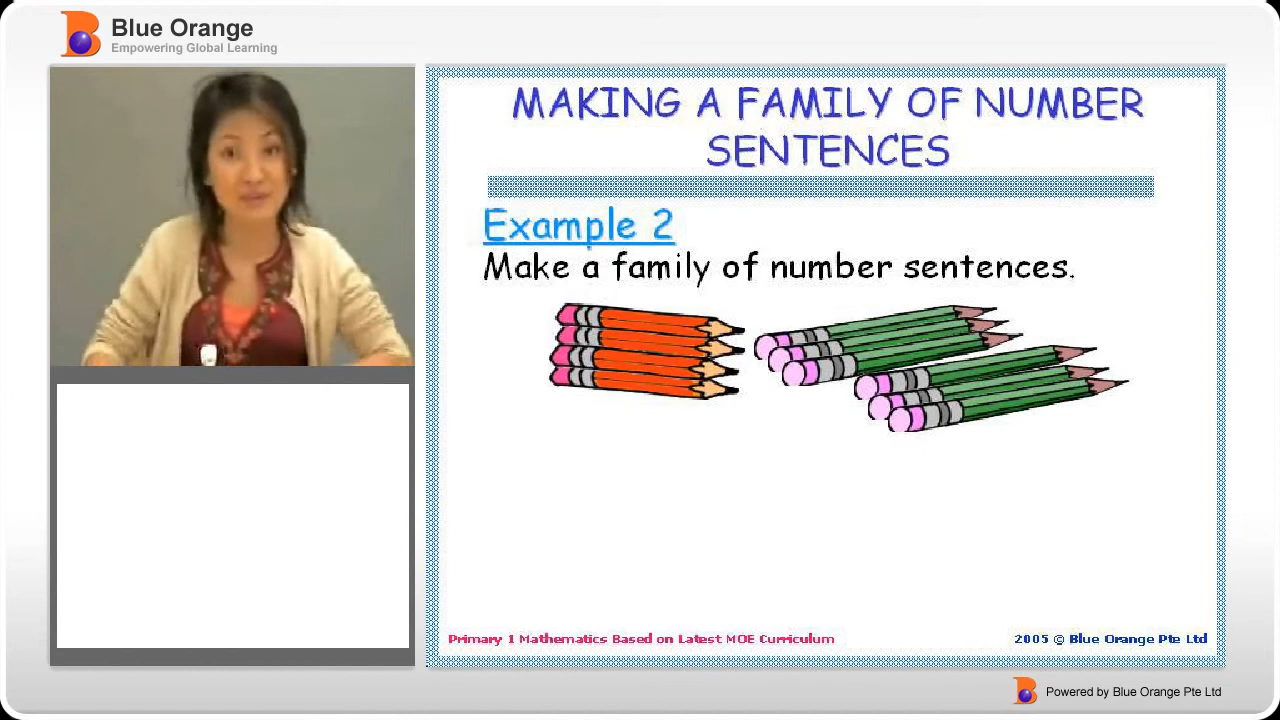 Blue Orange
Empowering Global Learning
MAKING A FAMILY OF NUMBER
SENTENCES
Example 2
Make a family of number sentences.
Primary 1 Mathematics Based on Latest MOE Curriculum
2005 © Blue Orange Pte Ltd
Powered by Blue Orange Pte Ltd